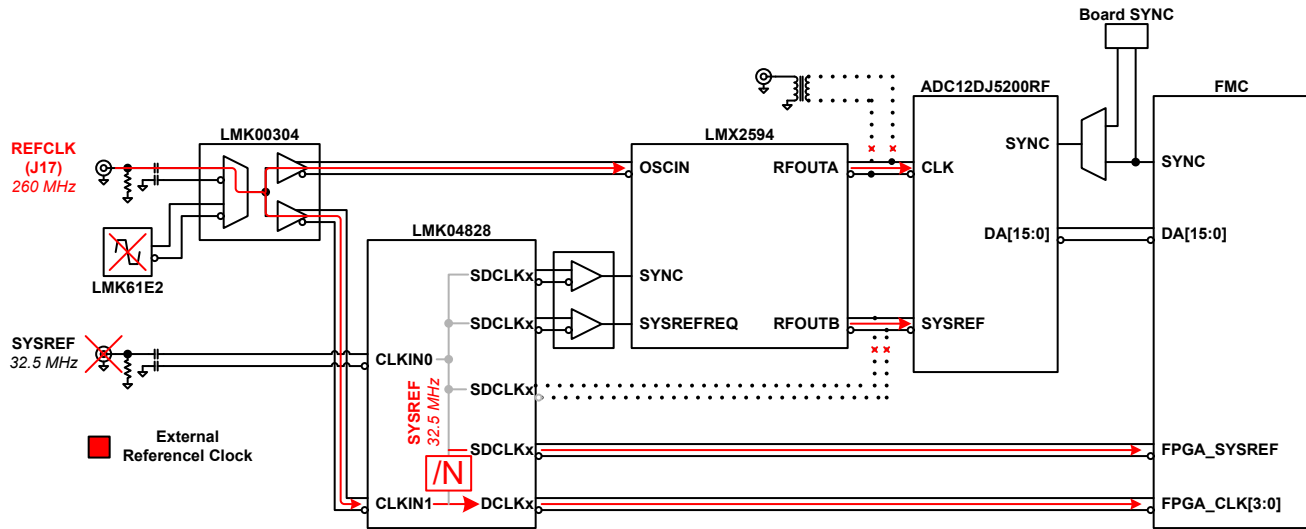 Board SYNC
ADC12DJ5200RF
FMC
LMK00304
LMX2594
REFCLK
(J17)
260 MHz
OSCIN
RFOUTA
CLK
SYNC
SYNC
LMK61E2
LMK04828
DA[15:0]
DA[15:0]
SDCLKx
SYNC
SDCLKx
SYSREFREQ
RFOUTB
SYSREF
SYSREF
32.5 MHz
CLKIN0
SDCLKx
SYSREF
32.5 MHz
External
Referencel Clock
SDCLKx
FPGA_SYSREF
/N
CLKIN1
DCLKx
FPGA_CLK[3:0]